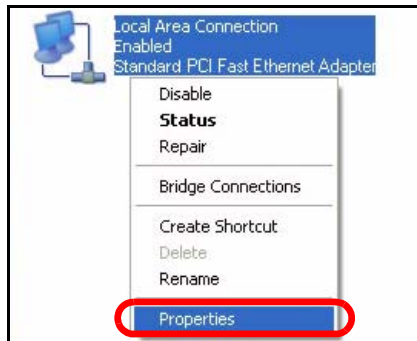 Local Area Connection
Enabled
Standard PCI Fast Ethernet Adapter
Disable
Status
Repair
Bridge Connections
Create Shortcut
Delete
Rename
Properties